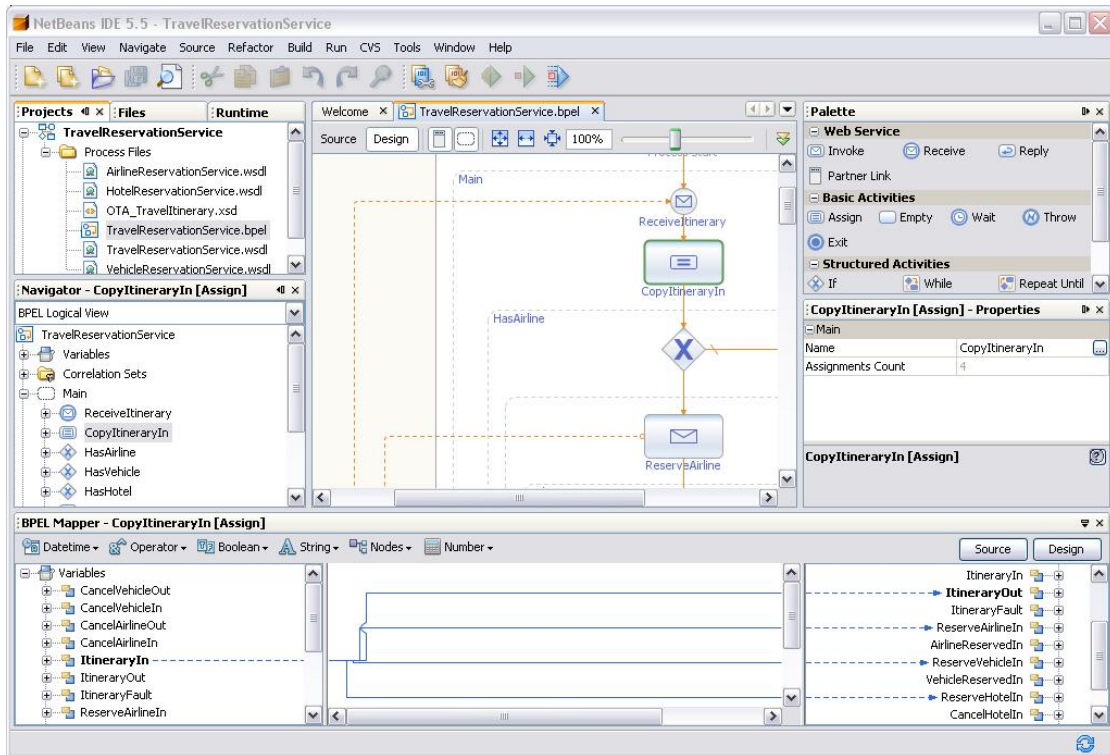 NetBeans IDE 5.5 - TravelReservationService
File Edit View Navigate Source Refactor Build Run CVS Tools Window Help
Projects Files Runtime
TravelReservationService
Process Files
AirlineReservationService.wsdl
HotelReservationService.wsdl
OTA_TravelItinerary.xsd
TravelReservationService.bpel
TravelReservationService.wsdl
VehicleReservationService.wsdl
Navigator - CopyItineraryIn [Assign]
BPEL Logical View
TravelReservationService
Variables
Correlation Sets
Main
ReceiveItinerary
CopyItineraryIn
HasAirline
HasVehicle
HasHotel
Welcome TravelReservationService.bpel
Source Design 100%
Process Start
Main
ReceiveItinerary
CopyItineraryIn
HasAirline
ReserveAirline
Palette
Web Service
Invoke Receive Reply
Partner Link
Basic Activities
Assign Empty Wait Throw
Exit
Structured Activities
If While Repeat Until
CopyItineraryIn [Assign] - Properties
Main
Name CopyItineraryIn
Assignments Count 4
CopyItineraryIn [Assign]
BPEL Mapper - CopyItineraryIn [Assign]
Datetime Operator Boolean String Nodes Number Source Design
Variables
CancelVehicleOut
CancelVehicleIn
CancelAirlineOut
CancelAirlineIn
ItineraryIn
ItineraryOut
ItineraryFault
ReserveAirlineIn
ItineraryIn
ItineraryOut
ItineraryFault
ReserveAirlineIn
AirlineReservedIn
ReserveVehicleIn
VehicleReservedIn
ReserveHotelIn
CancelHotelIn